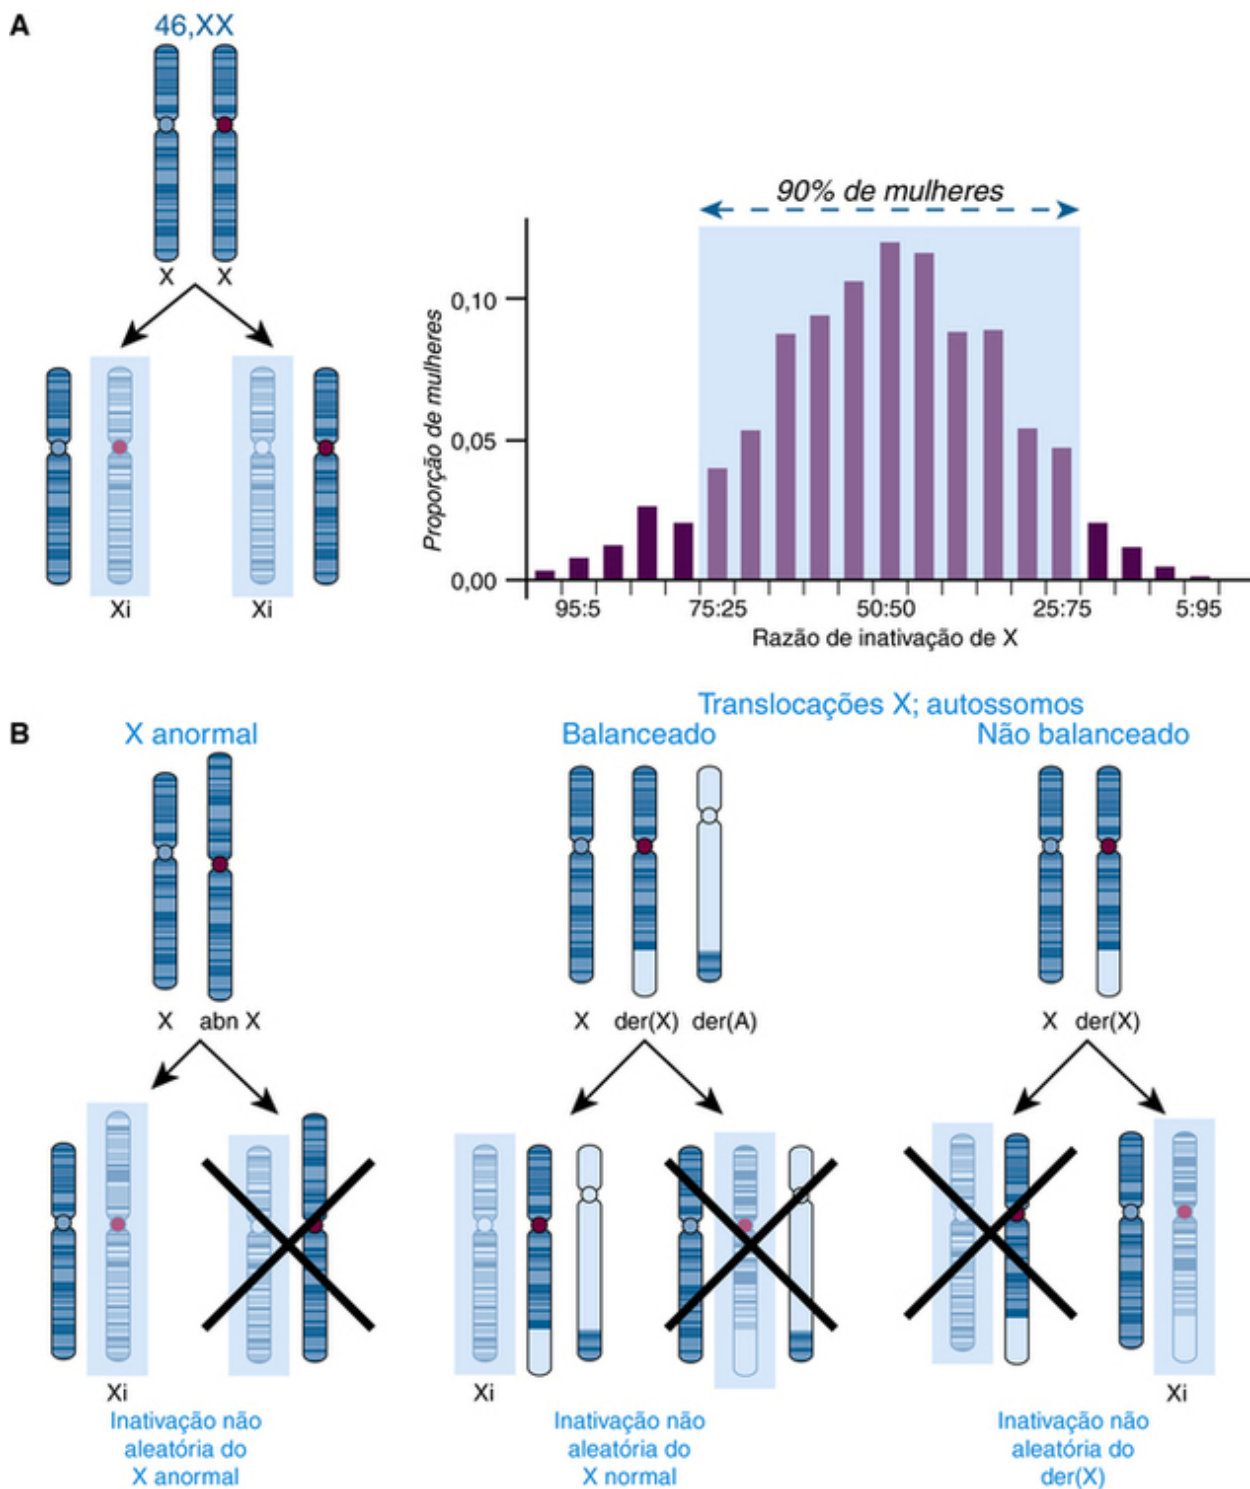 A
46,XX
X X
Xi Xi
90% de mulheres
Proporção de mulheres
0,10
0,05
0,00
95:5 75:25 50:50 25:75 5:95
Razão de inativação de X
B
X anormal
Translocações X; autossomos
Balanceado
Não balanceado
X abn X
X der(X) der(A)
X der(X)
Xi
Xi
Xi
Inativação não
aleatória do
X anormal
Inativação não
aleatória do
X normal
Inativação não
aleatória do
der(X)